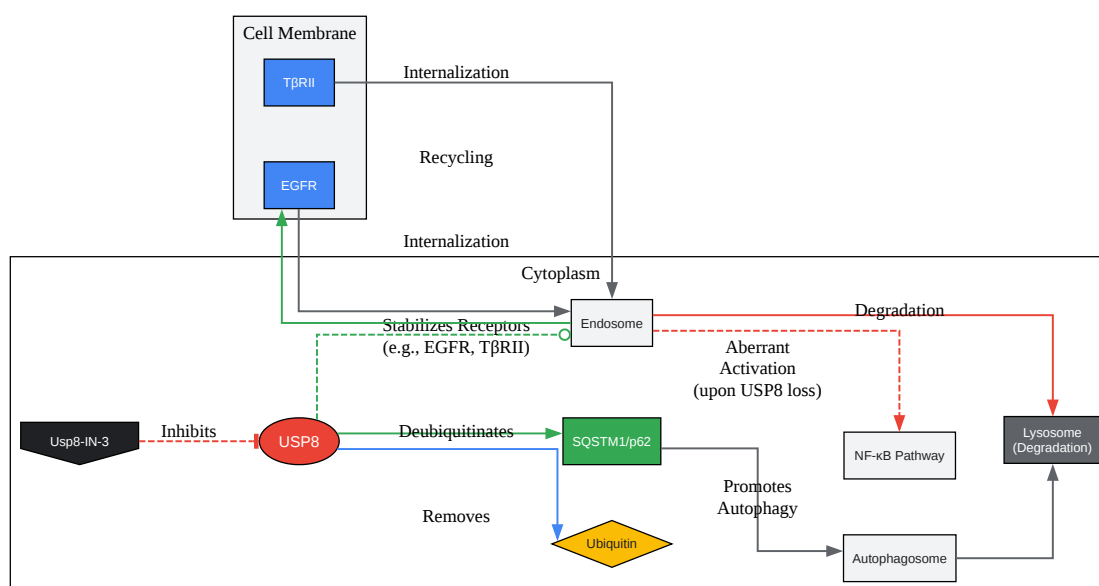 Cell Membrane
TβRII
Internalization
Recycling
EGFR
Internalization
Cytoplasm
Endosome
Stabilizes Receptors
(e.g., EGFR, TβRII)
Degradation
Aberrant
Activation
(upon USP8 loss)
Usp8-IN-3
Inhibits
USP8
Deubiquitinates
SQSTM1/p62
NF-κB Pathway
Lysosome
(Degradation)
Promotes
Autophagy
Removes
Ubiquitin
Autophagosome